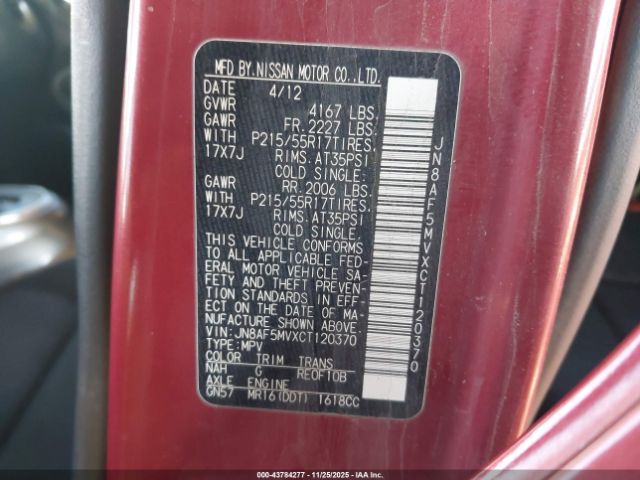 MFD BY.NISSAN MOTOR CO.,LTD.
DATE 4/12
GVWR 4167 LBS.
GAWR FR. 2227 LBS.
WITH P215/55R17TIRES,
17X7J RIMS.AT35PSI
COLD SINGLE.
GAWR RR. 2006 LBS.
WITH P215/55R17TIRES,
17X7J RIMS.AT35PSI
COLD SINGLE.
THIS VEHICLE CONFORMS
TO ALL APPLICABLE FED-
ERAL MOTOR VEHICLE SA-
FETY AND THEFT PREVEN-
TION STANDARDS IN EFF-
ECT ON THE DATE OF MA-
NUFACTURE SHOWN ABOVE.
VIN:JN8AF5MVXCT120370
TYPE:MPV
COLOR TRIM TRANS
NAH G RE0F10B
AXLE ENGINE
GN57 MR16(DDT) 1618CC
JN8AF5MVXCT120370
000-43784277 — 11/25/2025 - IAAI.com